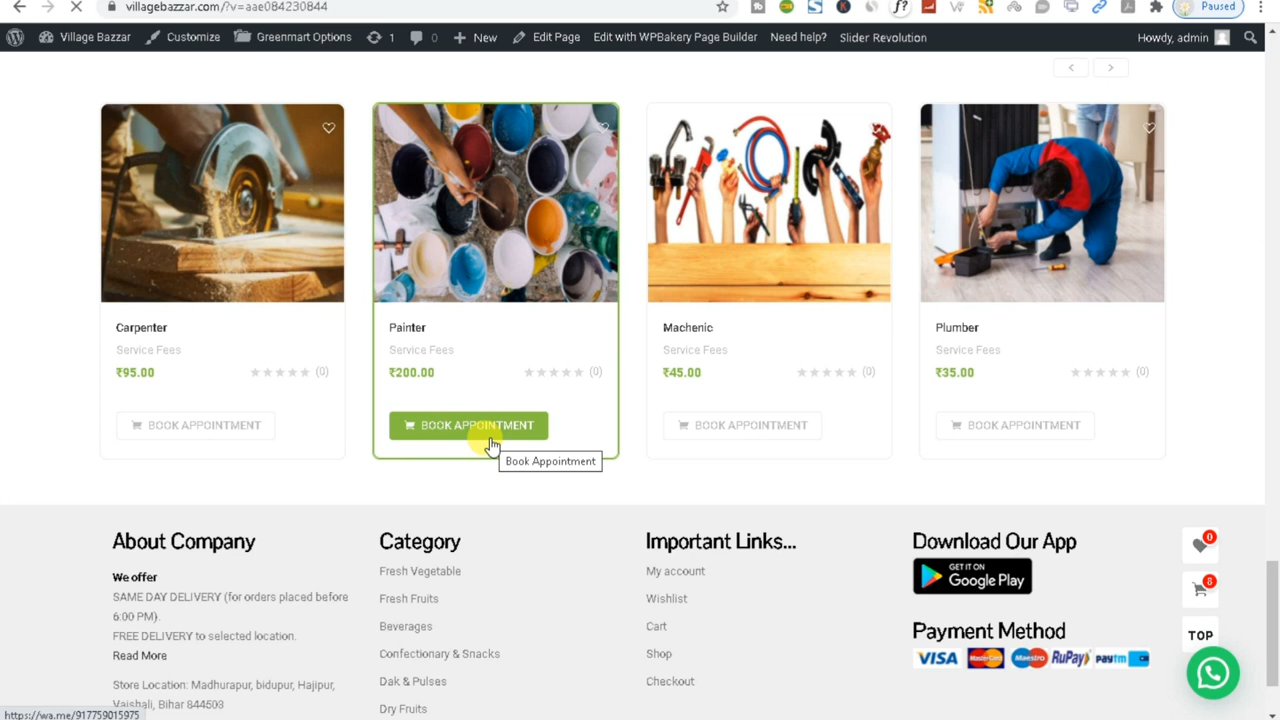 villagebazzar.com/?v=aae084230844
Paused
Village Bazzar Customize Greenmart Options 1 0 New Edit Page Edit with WPBakery Page Builder Need help? Slider Revolution Howdy, admin
Carpenter
Service Fees
₹95.00 (0)
BOOK APPOINTMENT
Painter
Service Fees
₹200.00 (0)
BOOK APPOINTMENT
Book Appointment
Machenic
Service Fees
₹45.00 (0)
BOOK APPOINTMENT
Plumber
Service Fees
₹35.00 (0)
BOOK APPOINTMENT
About Company
We offer
SAME DAY DELIVERY (for orders placed before
6:00 PM).
FREE DELIVERY to selected location.
Read More
Store Location: Madhurapur, bidupur, Hajipur,
Vaishali, Bihar 844503
Category
Fresh Vegetable
Fresh Fruits
Beverages
Confectionary & Snacks
Dak & Pulses
Dry Fruits
Important Links...
My account
Wishlist
Cart
Shop
Checkout
Download Our App
GET IT ON
Google Play
Payment Method
VISA MasterCard Maestro RuPay paytm
0
8
TOP
https://wa.me/917759015975